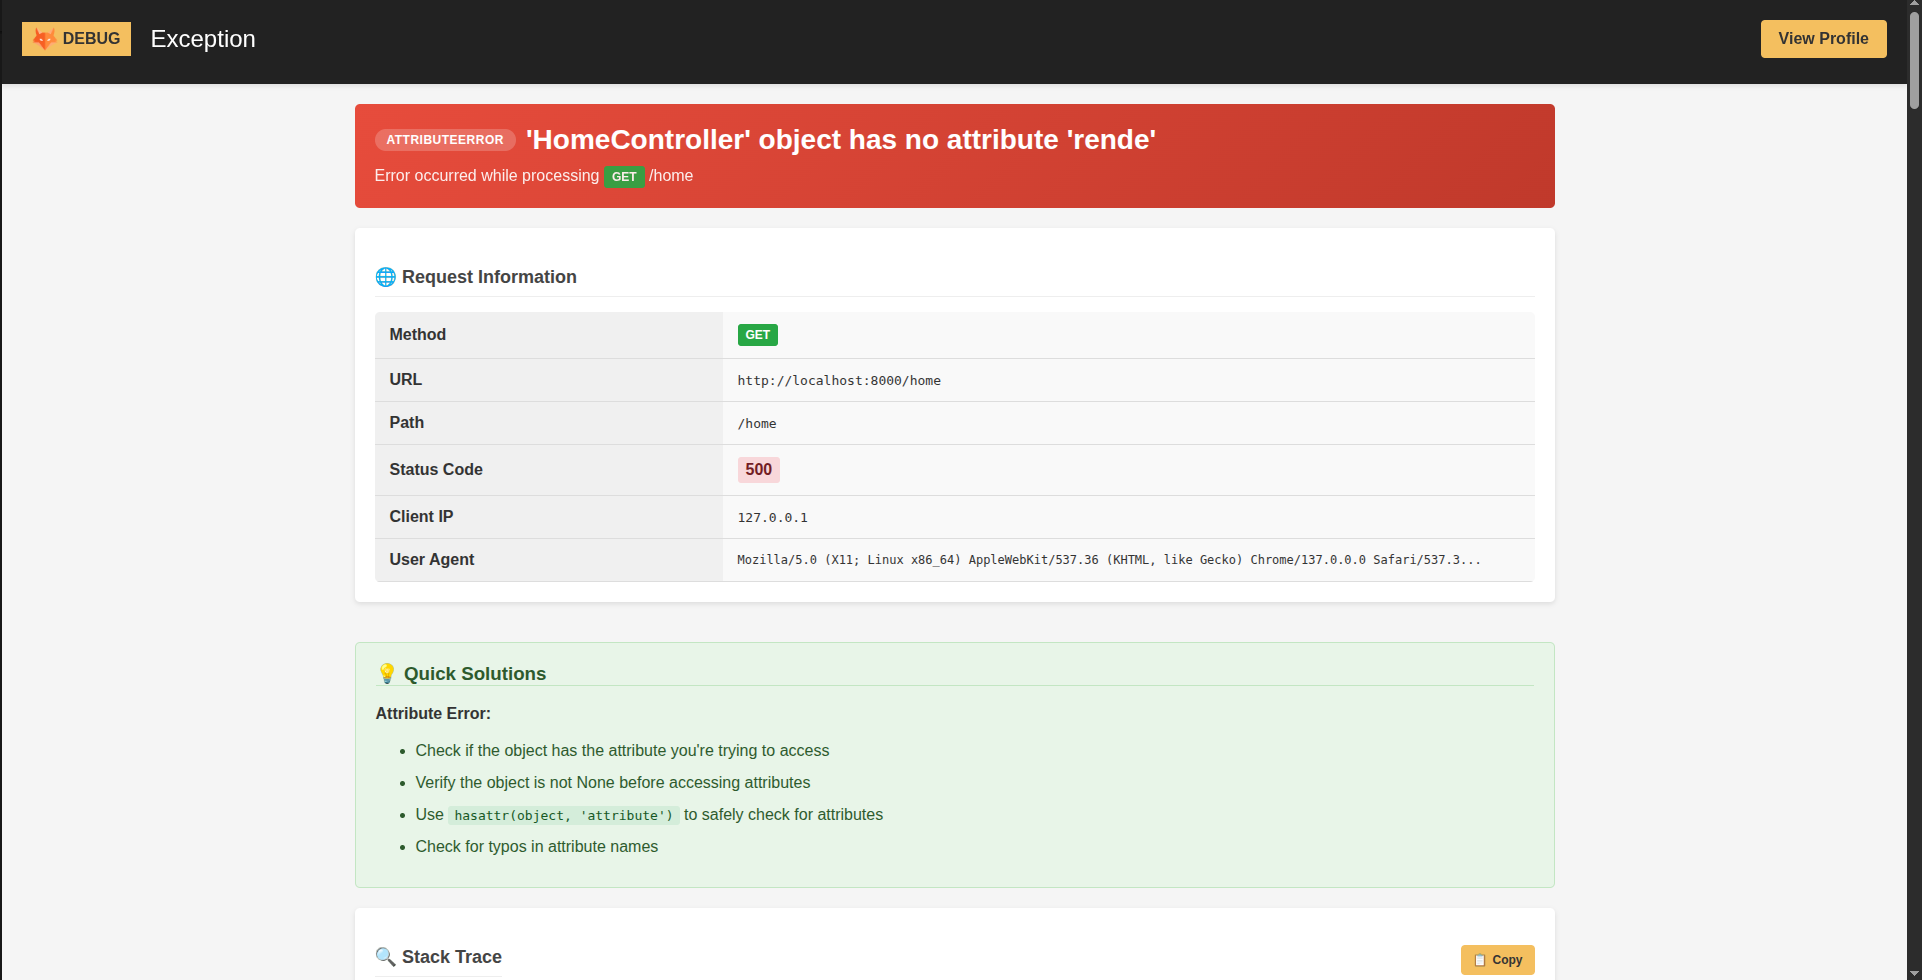 DEBUG Exception View Profile
ATTRIBUTEERROR 'HomeController' object has no attribute 'rende'
Error occurred while processing GET /home
Request Information
Method GET
URL http://localhost:8000/home
Path /home
Status Code 500
Client IP 127.0.0.1
User Agent Mozilla/5.0 (X11; Linux x86_64) AppleWebKit/537.36 (KHTML, like Gecko) Chrome/137.0.0.0 Safari/537.3...
Quick Solutions
Attribute Error:
Check if the object has the attribute you're trying to access
Verify the object is not None before accessing attributes
Use hasattr(object, 'attribute') to safely check for attributes
Check for typos in attribute names
Stack Trace Copy